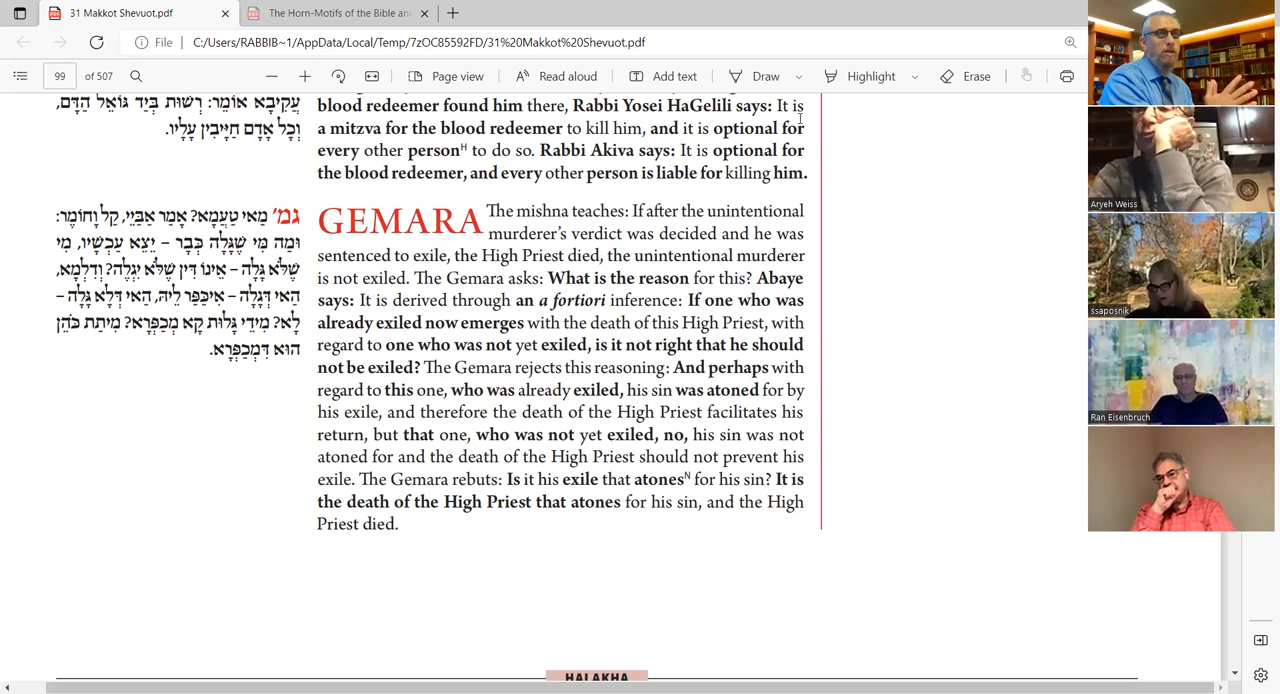 31 Makkot Shevuot.pdf
The Horn-Motifs of the Bible an
File
C:/Users/RABBIB~1/AppData/Local/Temp/7zOC85592FD/31%20Makkot%20Shevuot.pdf
99 of 507
Page view
Read aloud
Add text
Draw
Highlight
Erase
עֲקִיבָא אוֹמֵר: רְשׁוּת בְּיַד גּוֹאֵל הַדָּם,
וְכָל אָדָם חַיָּיבִין עָלָיו.
blood redeemer found him there, Rabbi Yosei HaGelili says: It is
a mitzva for the blood redeemer to kill him, and it is optional for
every other personH to do so. Rabbi Akiva says: It is optional for
the blood redeemer, and every other person is liable for killing him.
גמ׳ מַאי טַעֲמָא? אָמַר אַבַּיֵי, קַל וָחוֹמֶר:
וּמַה מִּי שֶׁגָּלָה כְּבָר – יֵצֵא עַכְשָׁיו, מִי
שֶׁלֹּא גָּלָה – אֵינוֹ דִּין שֶׁלֹּא יִגְלֶה? וְדִלְמָא,
הַאי דְּגָלָה – אִיכַּפַּר לֵיהּ, הַאי דְּלָא גָּלָה –
לָא? מִידֵי גָּלוּת קָא מְכַפְּרָא? מִיתַת כֹּהֵן
הוּא דִּמְכַפְּרָא.
GEMARA The mishna teaches: If after the unintentional
murderer's verdict was decided and he was
sentenced to exile, the High Priest died, the unintentional murderer
is not exiled. The Gemara asks: What is the reason for this? Abaye
says: It is derived through an a fortiori inference: If one who was
already exiled now emerges with the death of this High Priest, with
regard to one who was not yet exiled, is it not right that he should
not be exiled? The Gemara rejects this reasoning: And perhaps with
regard to this one, who was already exiled, his sin was atoned for by
his exile, and therefore the death of the High Priest facilitates his
return, but that one, who was not yet exiled, no, his sin was not
atoned for and the death of the High Priest should not prevent his
exile. The Gemara rebuts: Is it his exile that atonesN for his sin? It is
the death of the High Priest that atones for his sin, and the High
Priest died.
HALAKHA
Aryeh Weiss
ssaposnik
Ran Eisenbruch